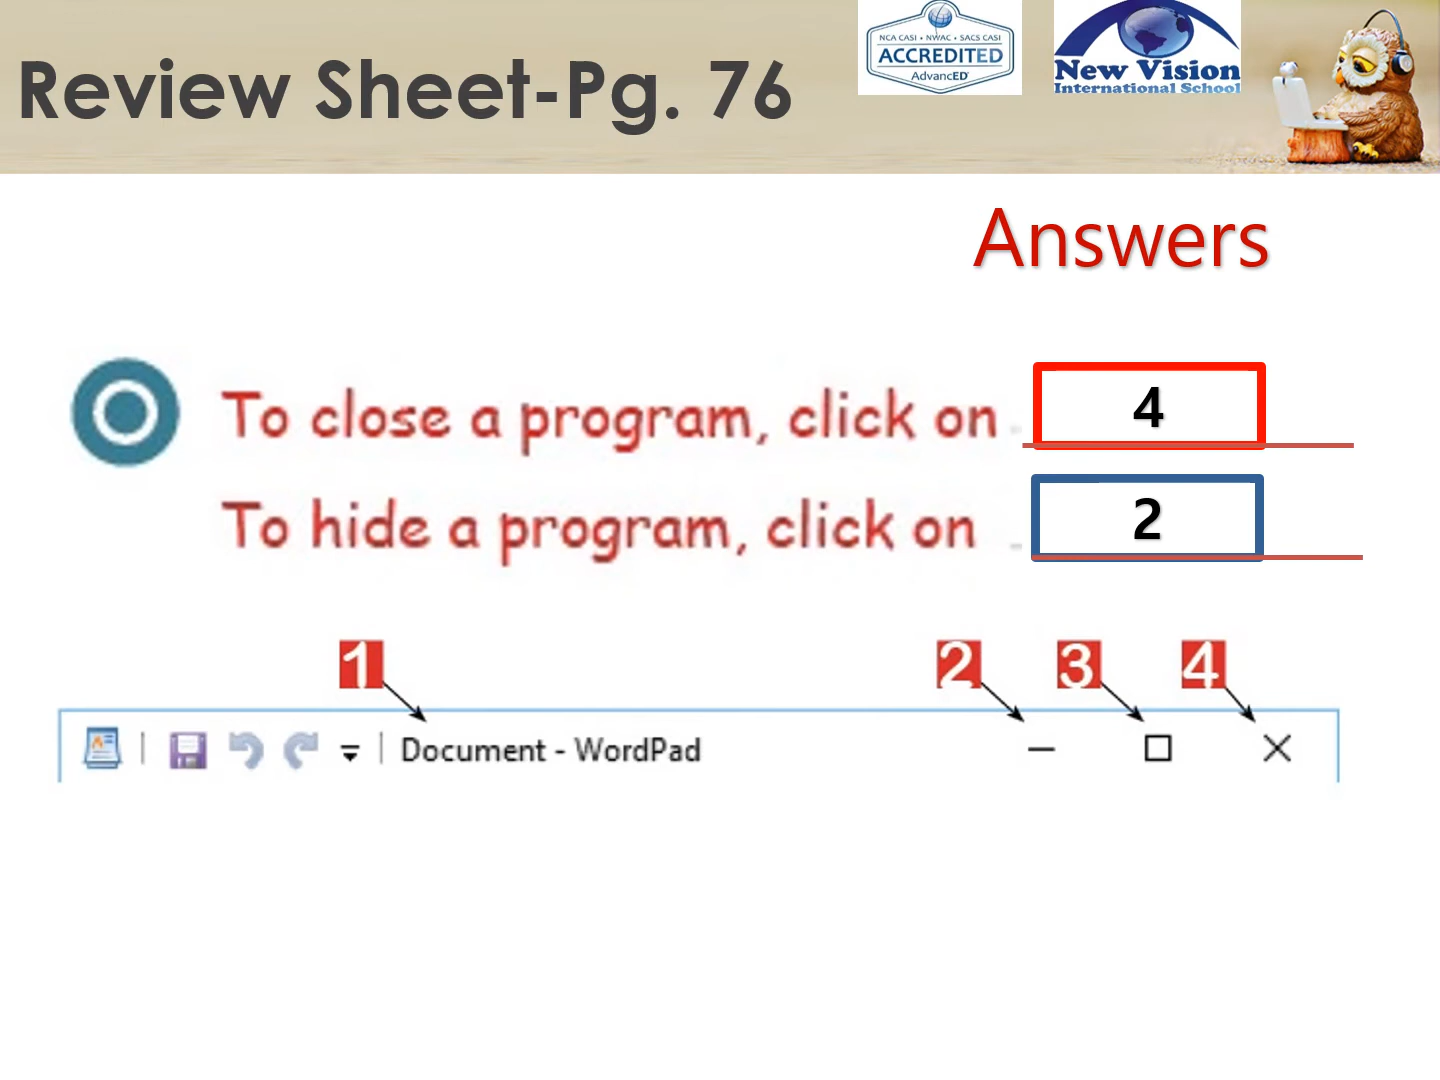 Review Sheet-Pg. 76
NCA CASI • NWAC • SACS CASI
ACCREDITED
AdvancED
New Vision
International School
Answers
To close a program, click on 4
To hide a program, click on 2
1 2 3 4
Document - WordPad